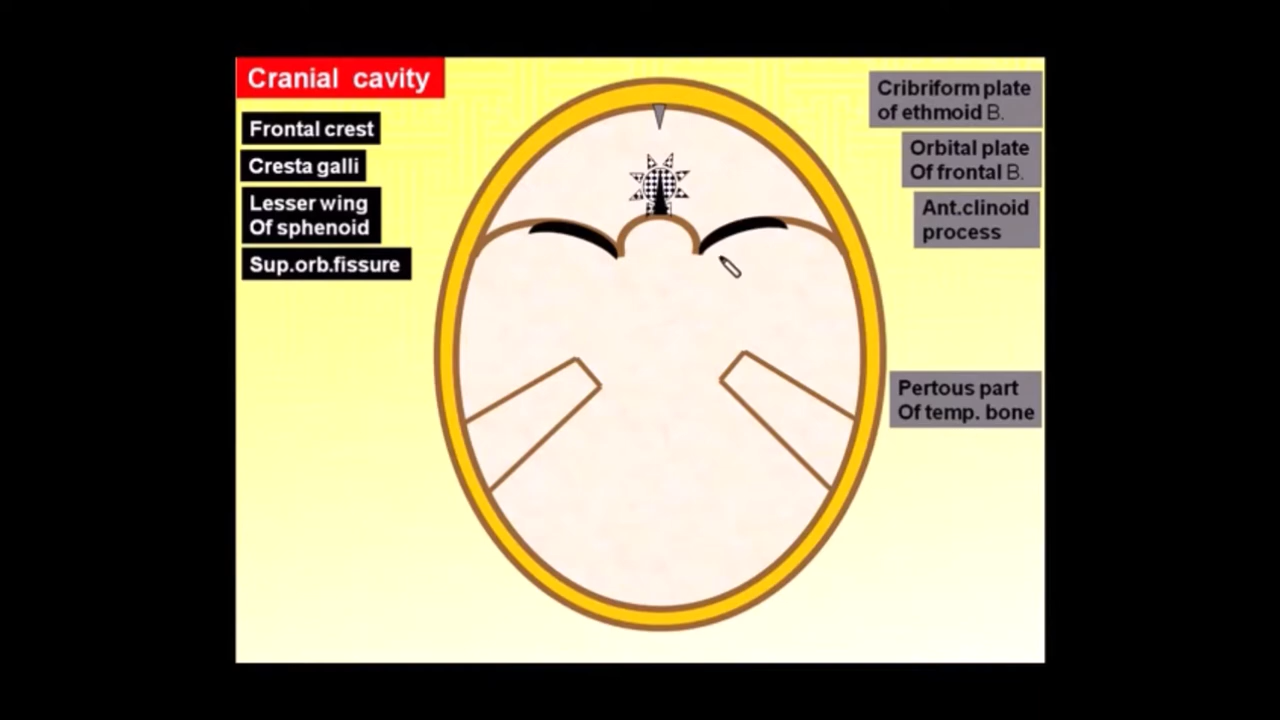 Cranial cavity
Frontal crest
Cresta galli
Lesser wing
Of sphenoid
Sup.orb.fissure
Cribriform plate
of ethmoid B.
Orbital plate
Of frontal B.
Ant.clinoid
process
Pertous part
Of temp. bone